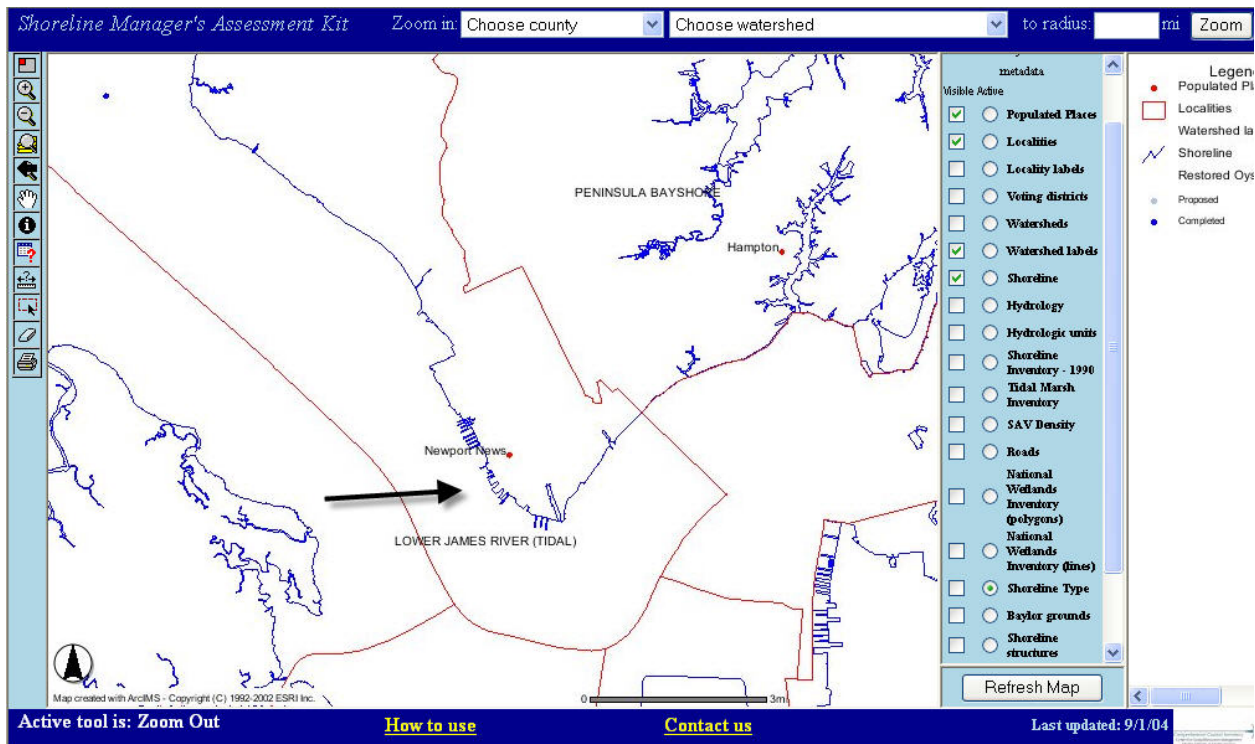 Shoreline Manager's Assessment Kit
Zoom in:
Choose county
Choose watershed
to radius:
mi
Zoom
PENINSULA BAYSHORE
Hampton
Newport News
LOWER JAMES RIVER (TIDAL)
Map created with ArcIMS - Copyright (C) 1992-2002 ESRI Inc.
0
3m
metadata
Visible Active
Populated Places
Localities
Locality labels
Voting districts
Watersheds
Watershed labels
Shoreline
Hydrology
Hydrologic units
Shoreline
Inventory - 1990
Tidal Marsh
Inventory
SAV Density
Roads
National
Wetlands
Inventory
(polygons)
National
Wetlands
Inventory (lines)
Shoreline Type
Baylor grounds
Shoreline
structures
Refresh Map
Legen
Populated Pl
Localities
Watershed la
Shoreline
Restored Oys
Proposed
Completed
Active tool is: Zoom Out
How to use
Contact us
Last updated: 9/1/04